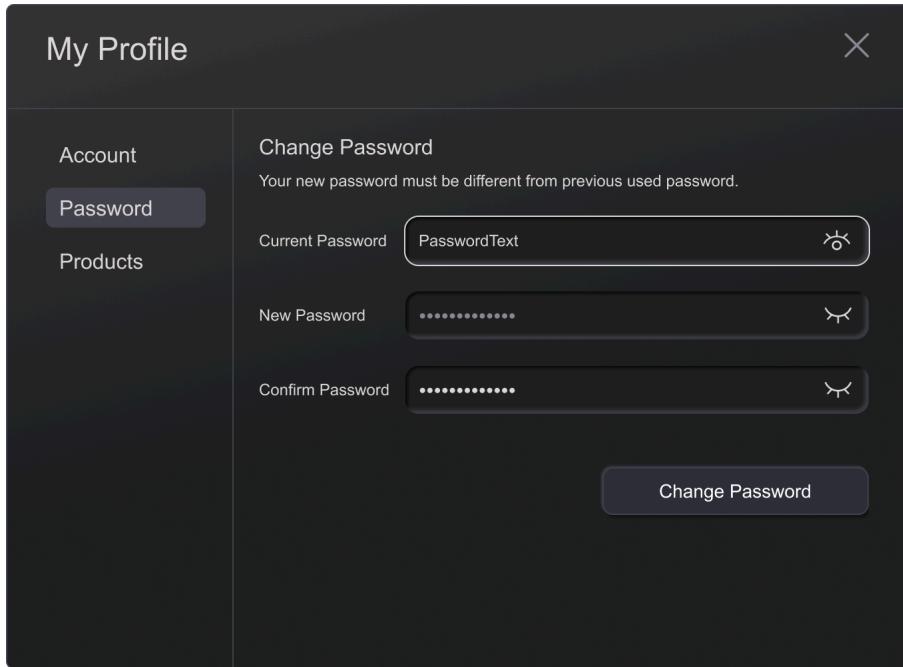 My Profile
Account
Password
Products
Change Password
Your new password must be different from previous used password.
Current Password PasswordText
New Password •••••••••••••
Confirm Password •••••••••••••
Change Password